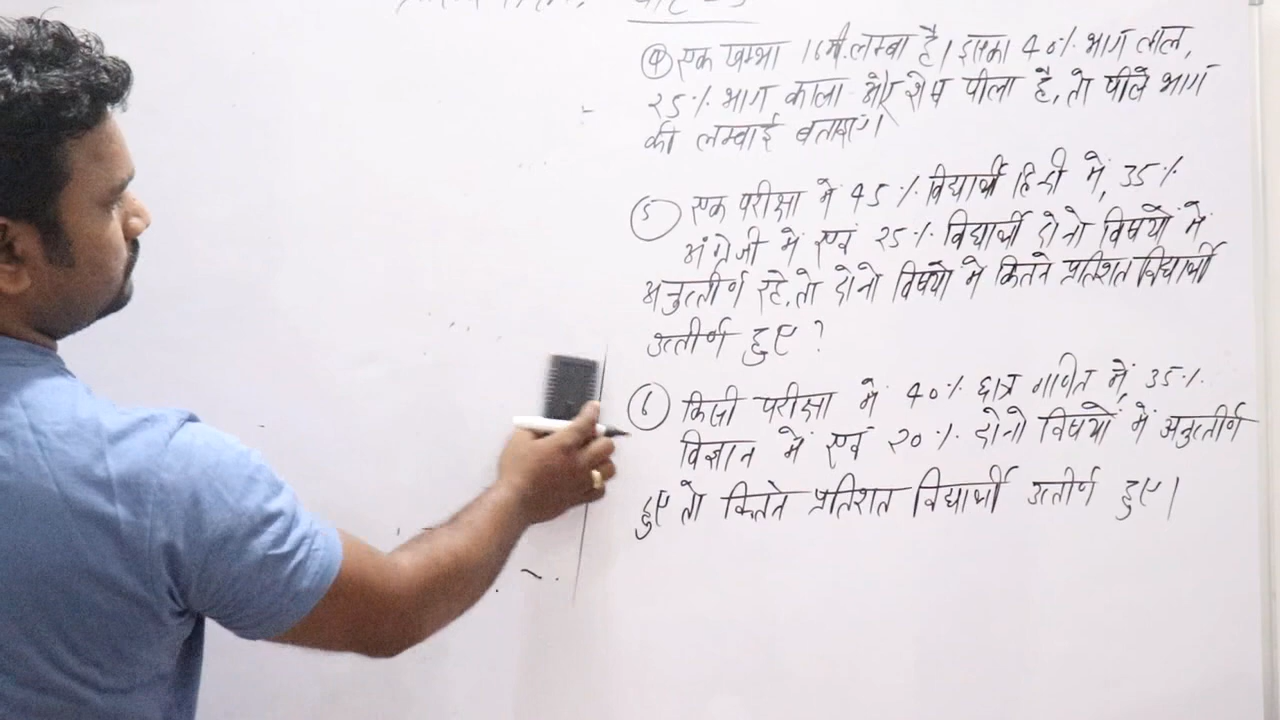 ④ एक खम्भा 16मी. लम्बा है। इसका 40% भाग लाल,
25% भाग काला और शेष पीला है, तो पीले भाग
की लम्बाई बताइए।
⑤ एक परीक्षा में 45% विद्यार्थी हिन्दी में, 35%
अंग्रेजी में एवं 25% विद्यार्थी दोनो विषयों में
अनुत्तीर्ण रहे, तो दोनो विषयों में कितने प्रतिशत विद्यार्थी
उत्तीर्ण हुए ?
⑥ किसी परीक्षा में 40% छात्र गणित में, 35%
विज्ञान में एवं 20% दोनो विषयों में अनुत्तीर्ण
हुए तो कितने प्रतिशत विद्यार्थी उत्तीर्ण हुए।